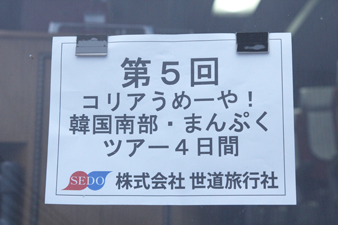 第5回
コリアうめーや!
韓国南部・まんぷく
ツアー4日間
SEDO 株式会社 世道旅行社